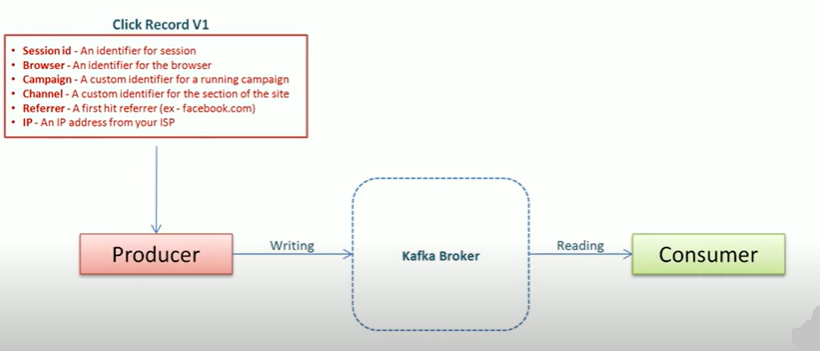 Click Record V1
• Session id - An identifier for session
• Browser - An identifier for the browser
• Campaign - A custom identifier for a running campaign
• Channel - A custom identifier for the section of the site
• Referrer - A first hit referrer (ex - facebook.com)
• IP - An IP address from your ISP
Producer
Writing
Kafka Broker
Reading
Consumer